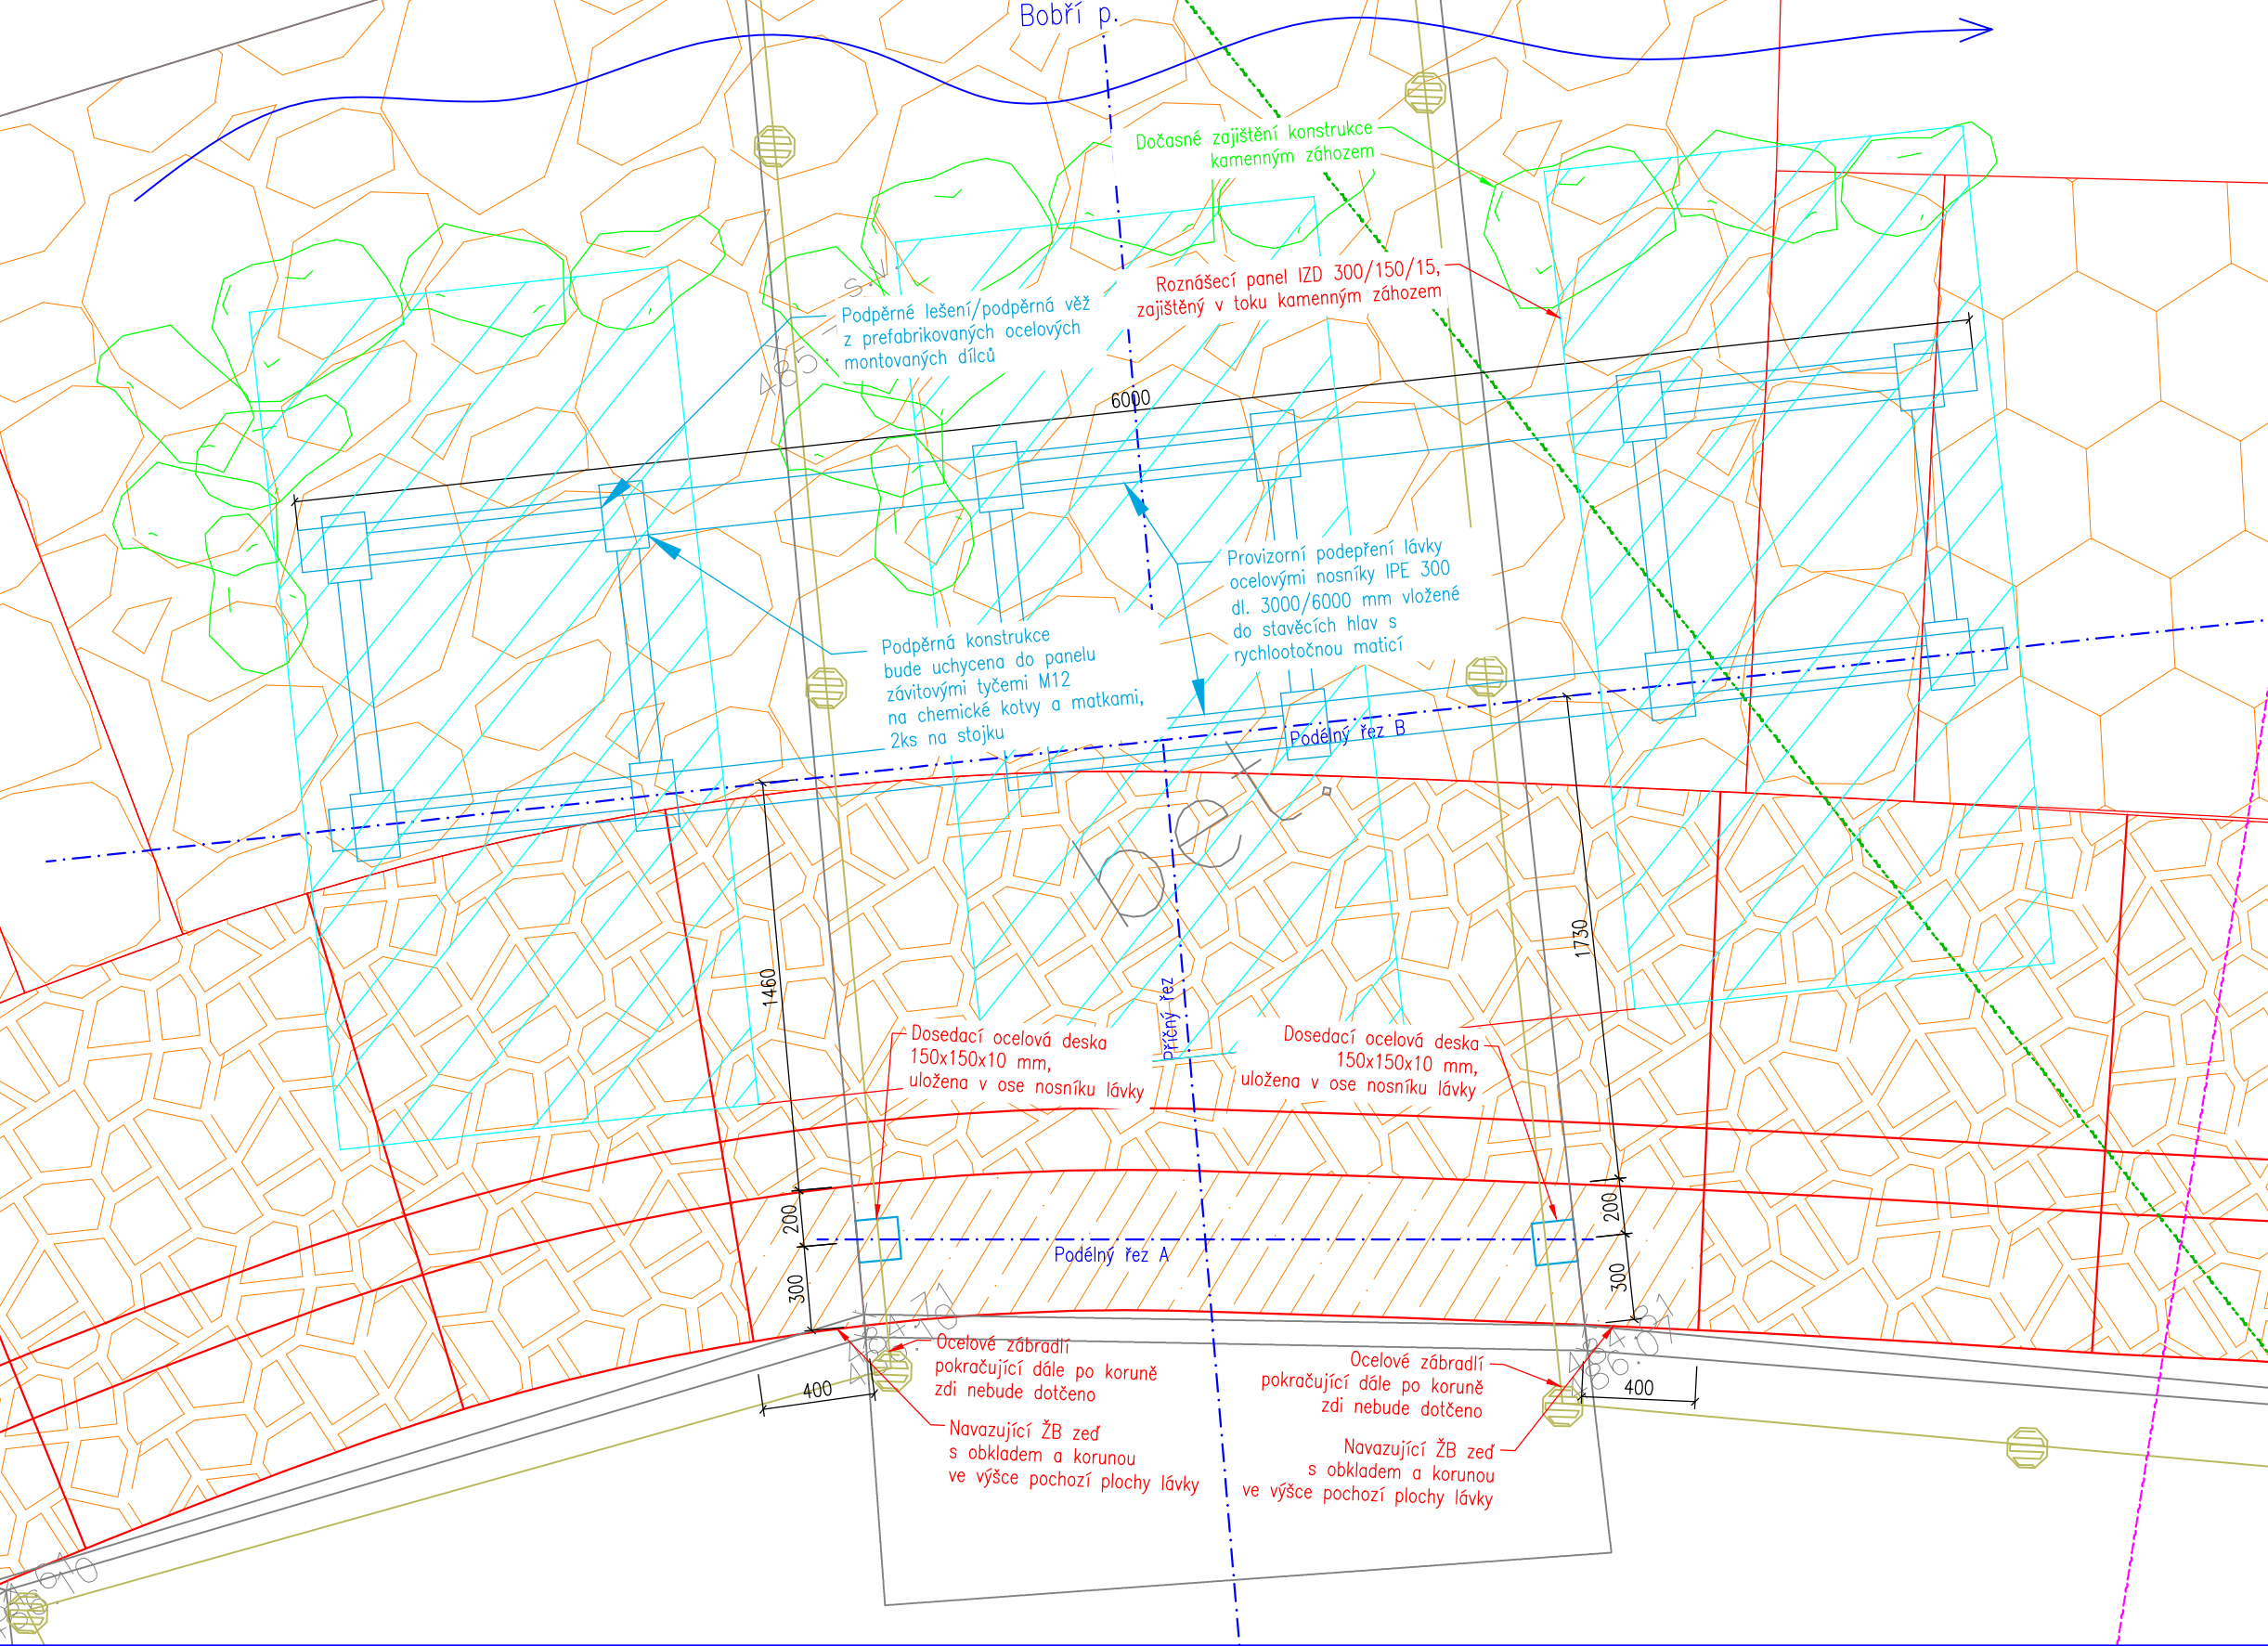 Bobří p.
Dočasné zajištění konstrukce
kamenným záhozem
Roznášecí panel IZD 300/150/15,
zajištěný v toku kamenným záhozem
Podpěrné lešení/podpěrná věž
z prefabrikovaných ocelových
montovaných dílců
6000
Provizorní podepření lávky
ocelovými nosníky IPE 300
dl. 3000/6000 mm vložené
do stavěcích hlav s
rychlootočnou maticí
Podpěrná konstrukce
bude uchycena do panelu
závitovými tyčemi M12
na chemické kotvy a matkami,
2ks na stojku
Podélný řez B
pet.
1460
1730
Příčný řez
Dosedací ocelová deska
150x150x10 mm,
uložena v ose nosníku lávky
Dosedací ocelová deska
150x150x10 mm,
uložena v ose nosníku lávky
200
200
Podélný řez A
300
300
Ocelové zábradlí
pokračující dále po koruně
zdi nebude dotčeno
Ocelové zábradlí
pokračující dále po koruně
zdi nebude dotčeno
400
400
Navazující ŽB zeď
s obkladem a korunou
ve výšce pochozí plochy lávky
Navazující ŽB zeď
s obkladem a korunou
ve výšce pochozí plochy lávky